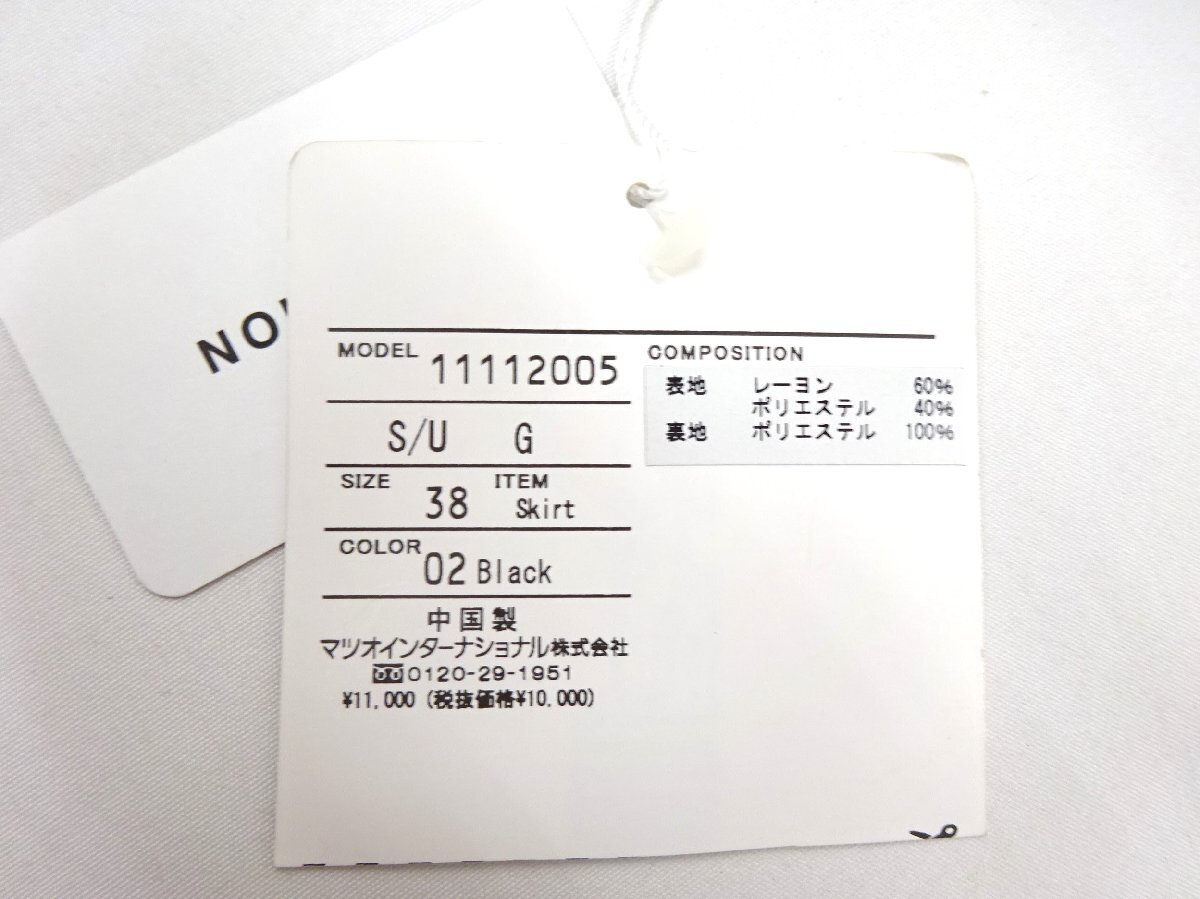 MODEL 11112005
S/U G
SIZE 38 ITEM Skirt
COLOR 02 Black
中国製
マツオインターナショナル株式会社
0120-29-1951
¥11,000 (税抜価格¥10,000)
COMPOSITION
表地 レーヨン 60%
ポリエステル 40%
裏地 ポリエステル 100%